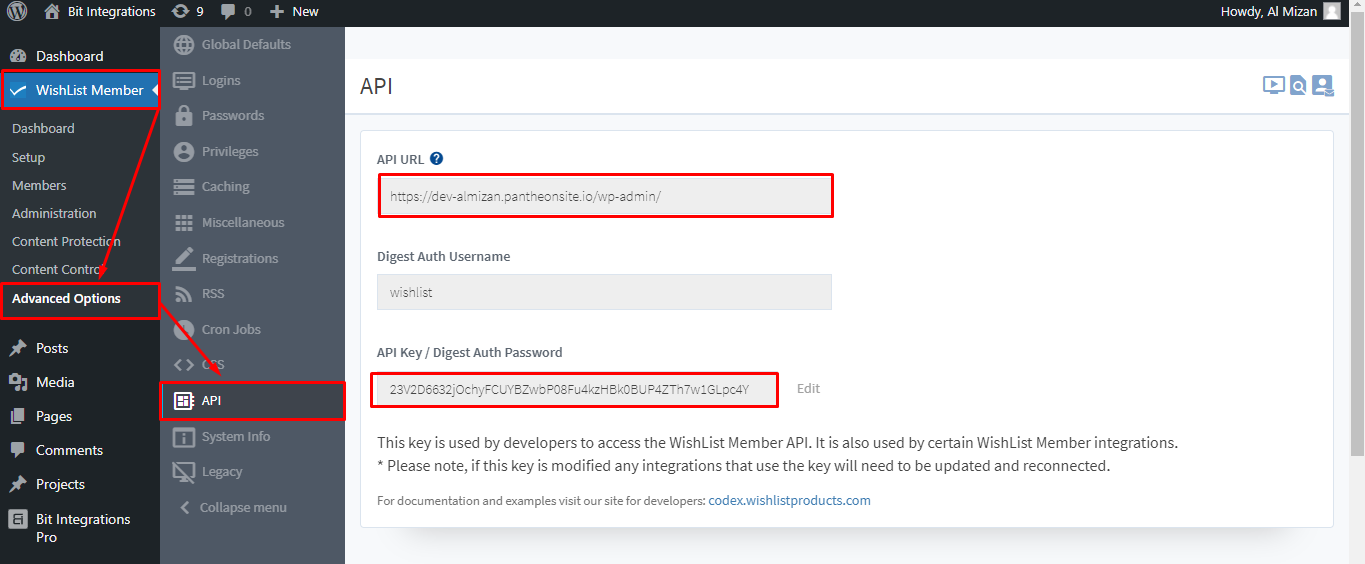 Bit Integrations 9 0 New Howdy, Al Mizan
Dashboard
WishList Member
Dashboard
Setup
Members
Administration
Content Protection
Content Control
Advanced Options
Posts
Media
Pages
Comments
Projects
Bit Integrations
Pro
Global Defaults
Logins
Passwords
Privileges
Caching
Miscellaneous
Registrations
RSS
Cron Jobs
CSS
API
System Info
Legacy
Collapse menu
API
API URL ?
https://dev-almizan.pantheonsite.io/wp-admin/
Digest Auth Username
wishlist
API Key / Digest Auth Password
23V2D6632jOchyFCUYBZwbP08Fu4kzHBk0BUP4ZTh7w1GLpc4Y Edit
This key is used by developers to access the WishList Member API. It is also used by certain WishList Member integrations.
* Please note, if this key is modified any integrations that use the key will need to be updated and reconnected.
For documentation and examples visit our site for developers: codex.wishlistproducts.com